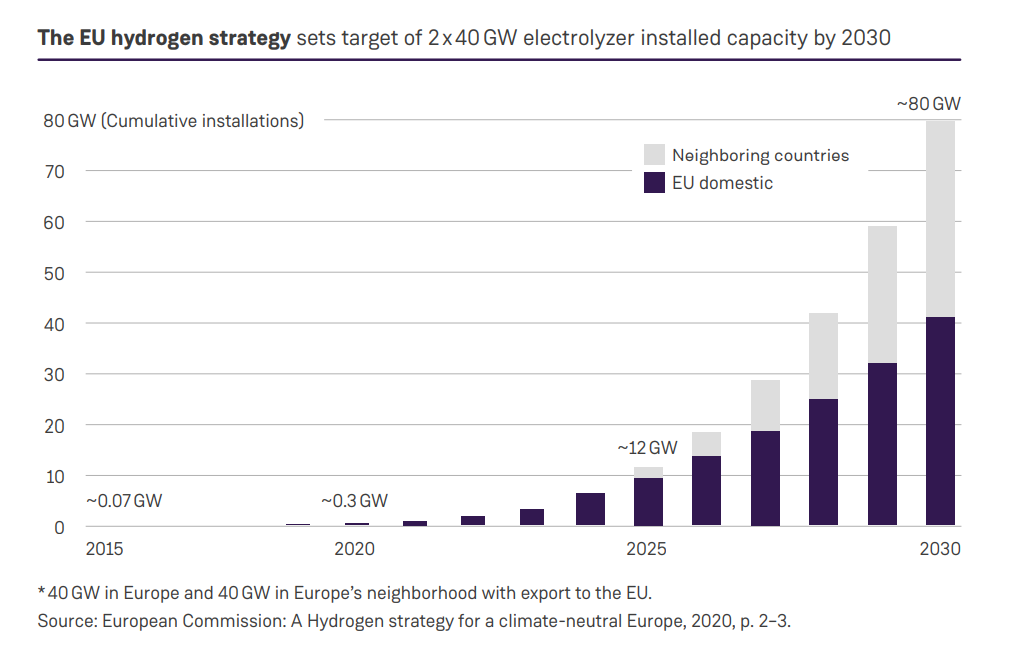 The EU hydrogen strategy sets target of 2x40 GW electrolyzer installed capacity by 2030
~80 GW
80 GW (Cumulative installations)
Neighboring countries
70
EU domestic
60
50
40
30
20
~12 GW
10
~0.07 GW
~0.3 GW
0
2015
2020
2025
2030
* 40 GW in Europe and 40 GW in Europe's neighborhood with export to the EU.
Source: European Commission: A Hydrogen strategy for a climate-neutral Europe, 2020, p. 2–3.